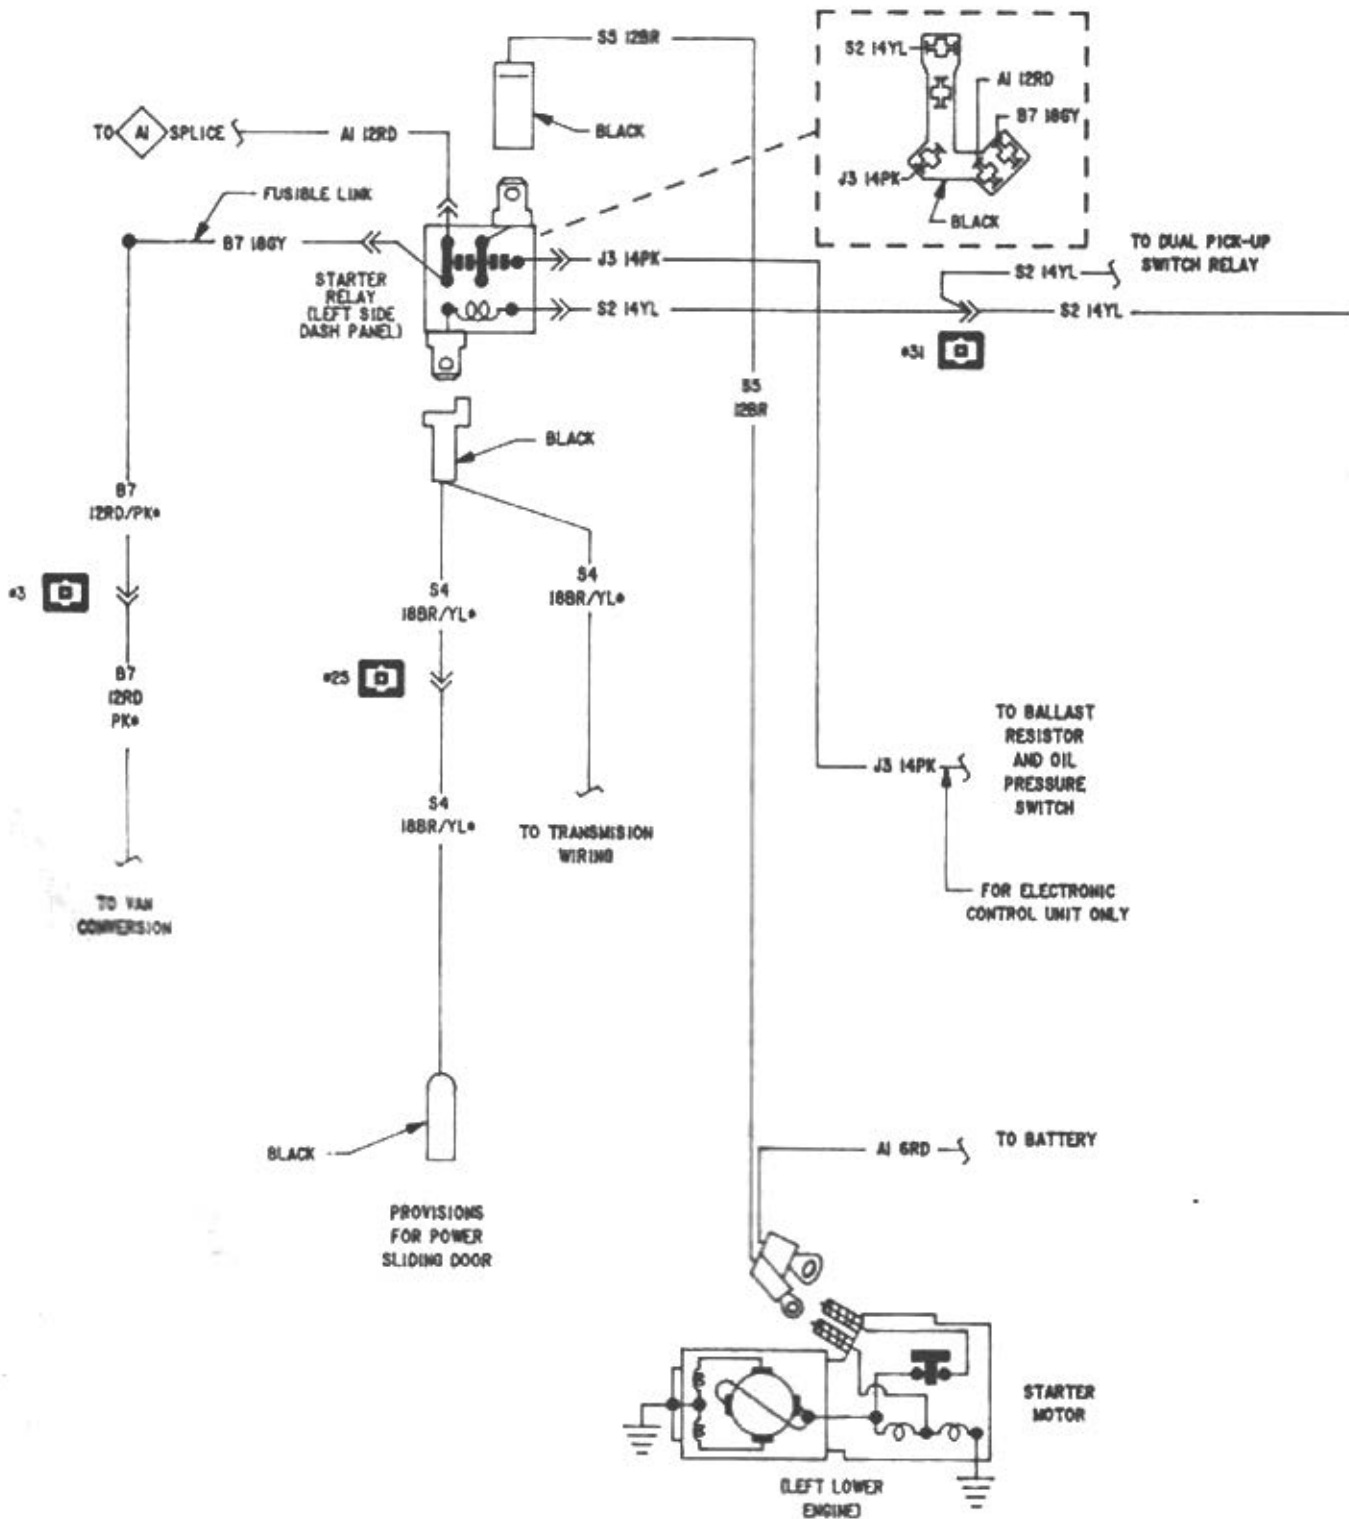 S5 12BR
S2 14YL
A1 12RD
B7 18GY
J3 14PK
BLACK
BLACK
TO A1 SPLICE
A1 12RD
FUSIBLE LINK
B7 18GY
STARTER
RELAY
(LEFT SIDE
DASH PANEL)
J3 14PK
S2 14YL
TO DUAL PICK-UP
SWITCH RELAY
S2 14YL
S2 14YL
*31
S5
12BR
BLACK
B7
12RD/PK*
*3
S4
18BR/YL*
S4
18BR/YL*
B7
12RD
PK*
*25
TO BALLAST
RESISTOR
AND OIL
PRESSURE
SWITCH
J3 14PK
S4
18BR/YL*
TO TRANSMISION
WIRING
FOR ELECTRONIC
CONTROL UNIT ONLY
TO VAN
CONVERSION
BLACK
A1 6RD
TO BATTERY
PROVISIONS
FOR POWER
SLIDING DOOR
STARTER
MOTOR
(LEFT LOWER
ENGINE)